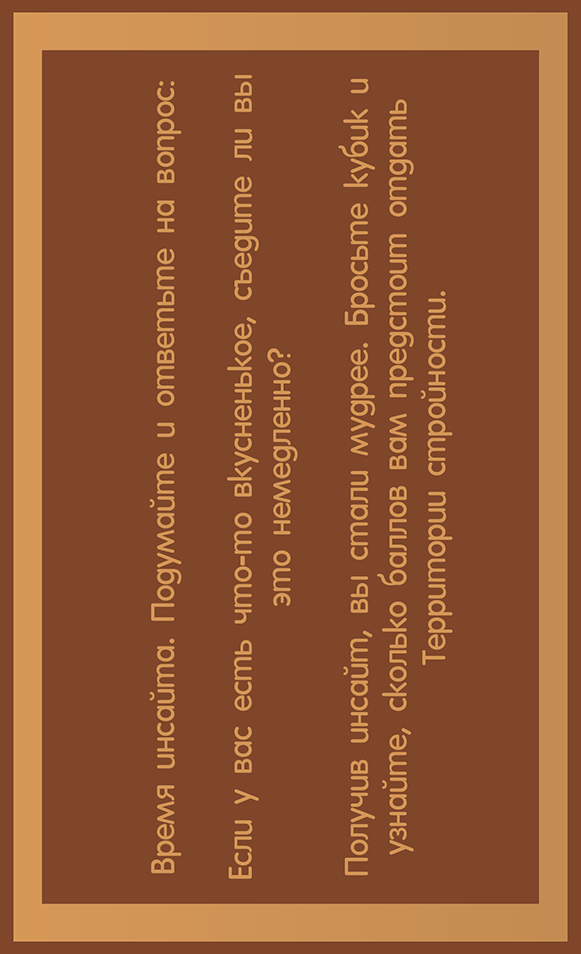 Время инсайта. Подумайте и ответьте на вопрос:
Если у вас есть что-то вкусненькое, съедите ли вы
это немедленно?
Получив инсайт, вы стали мудрее. Бросьте кубик и
узнайте, сколько баллов вам предстоит отдать
Территории стройности.